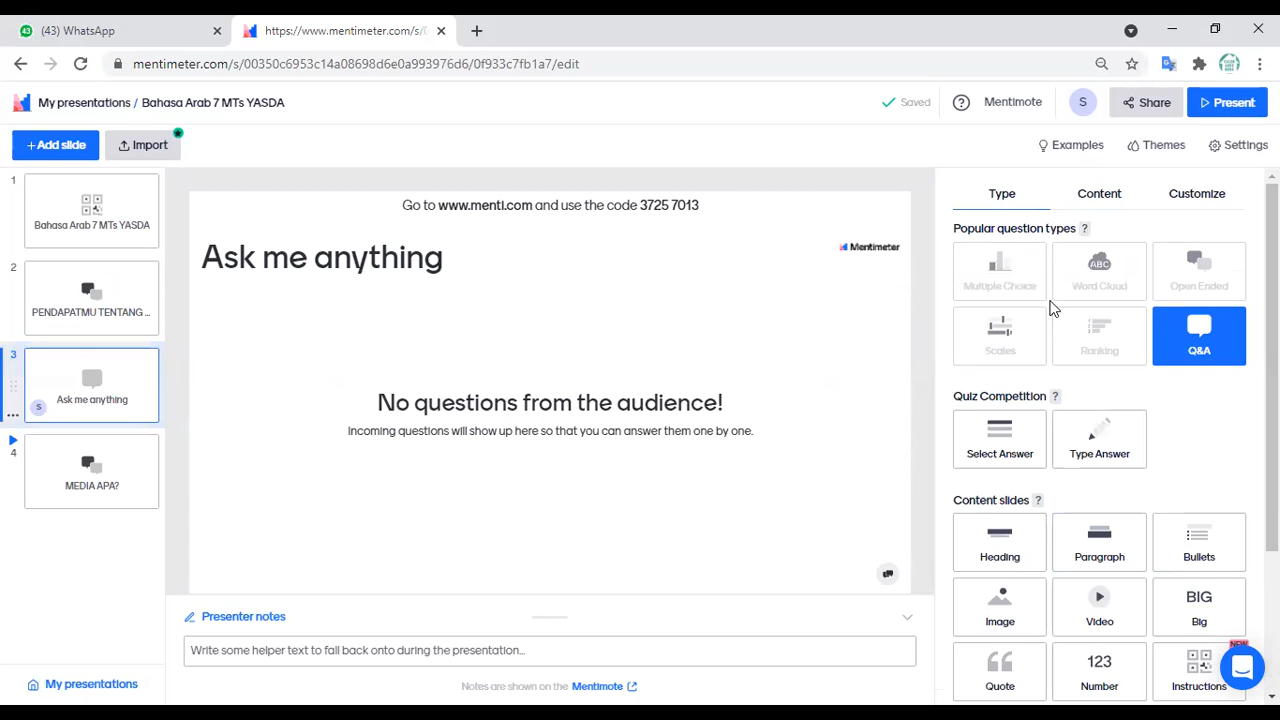 (43) WhatsApp
https://www.mentimeter.com/s/0
mentimeter.com/s/00350c6953c14a08698d6e0a993976d6/0f933c7fb1a7/edit
My presentations / Bahasa Arab 7 MTs YASDA
Saved
Mentimote
S
Share
Present
+ Add slide
Import
Examples
Themes
Settings
1
Bahasa Arab 7 MTs YASDA
2
PENDAPATMU TENTANG ...
3
S
Ask me anything
4
MEDIA APA?
My presentations
Go to www.menti.com and use the code 3725 7013
Ask me anything
Mentimeter
No questions from the audience!
Incoming questions will show up here so that you can answer them one by one.
Presenter notes
Write some helper text to fall back onto during the presentation...
Notes are shown on the Mentimote
Type
Content
Customize
Popular question types ?
Multiple Choice
ABC
Word Cloud
Open Ended
Scales
Ranking
Q&A
Quiz Competition ?
Select Answer
Type Answer
Content slides ?
Heading
Paragraph
Bullets
Image
Video
BIG
Big
Quote
123
Number
NEW
Instructions